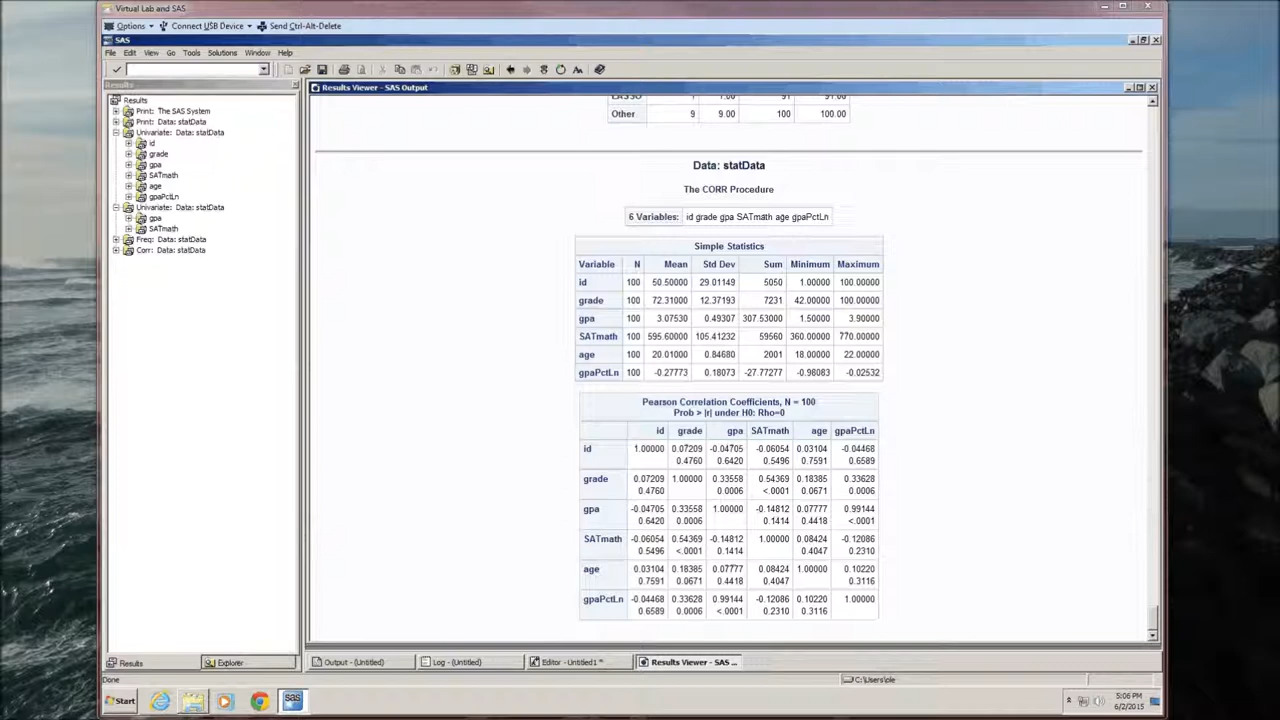 Virtual Lab and SAS
Options Connect USB Device Send Ctrl-Alt-Delete
SAS
File Edit View Go Tools Solutions Window Help
Results
Results
Print: The SAS System
Print: Data: statData
Univariate: Data: statData
id
grade
gpa
SATmath
age
gpaPctLn
Univariate: Data: statData
gpa
SATmath
Freq: Data: statData
Corr: Data: statData
Results Explorer
Results Viewer - SAS Output
Other 9 9.00 100 100.00
Data: statData
The CORR Procedure
6 Variables: id grade gpa SATmath age gpaPctLn
Simple Statistics
Variable N Mean Std Dev Sum Minimum Maximum
id 100 50.50000 29.01149 5050 1.00000 100.00000
grade 100 72.31000 12.37193 7231 42.00000 100.00000
gpa 100 3.07530 0.49307 307.53000 1.50000 3.90000
SATmath 100 595.60000 105.41232 59560 360.00000 770.00000
age 100 20.01000 0.84680 2001 18.00000 22.00000
gpaPctLn 100 -0.27773 0.18073 -27.77277 -0.98083 -0.02532
Pearson Correlation Coefficients, N = 100
Prob > |r| under H0: Rho=0
id grade gpa SATmath age gpaPctLn
id 1.00000 0.07209 -0.04705 -0.06054 0.03104 -0.04468
0.4760 0.6420 0.5496 0.7591 0.6589
grade 0.07209 1.00000 0.33558 0.54369 0.18385 0.33628
0.4760 0.0006 <.0001 0.0671 0.0006
gpa -0.04705 0.33558 1.00000 -0.14812 0.07777 0.99144
0.6420 0.0006 0.1414 0.4418 <.0001
SATmath -0.06054 0.54369 -0.14812 1.00000 0.08424 -0.12086
0.5496 <.0001 0.1414 0.4047 0.2310
age 0.03104 0.18385 0.07777 0.08424 1.00000 0.10220
0.7591 0.0671 0.4418 0.4047 0.3116
gpaPctLn -0.04468 0.33628 0.99144 -0.12086 0.10220 1.00000
0.6589 0.0006 <.0001 0.2310 0.3116
Output - (Untitled) Log - (Untitled) Editor - Untitled1 * Results Viewer - SAS ...
Done C:\Users\ole
Start sas 5:06 PM
6/2/2015